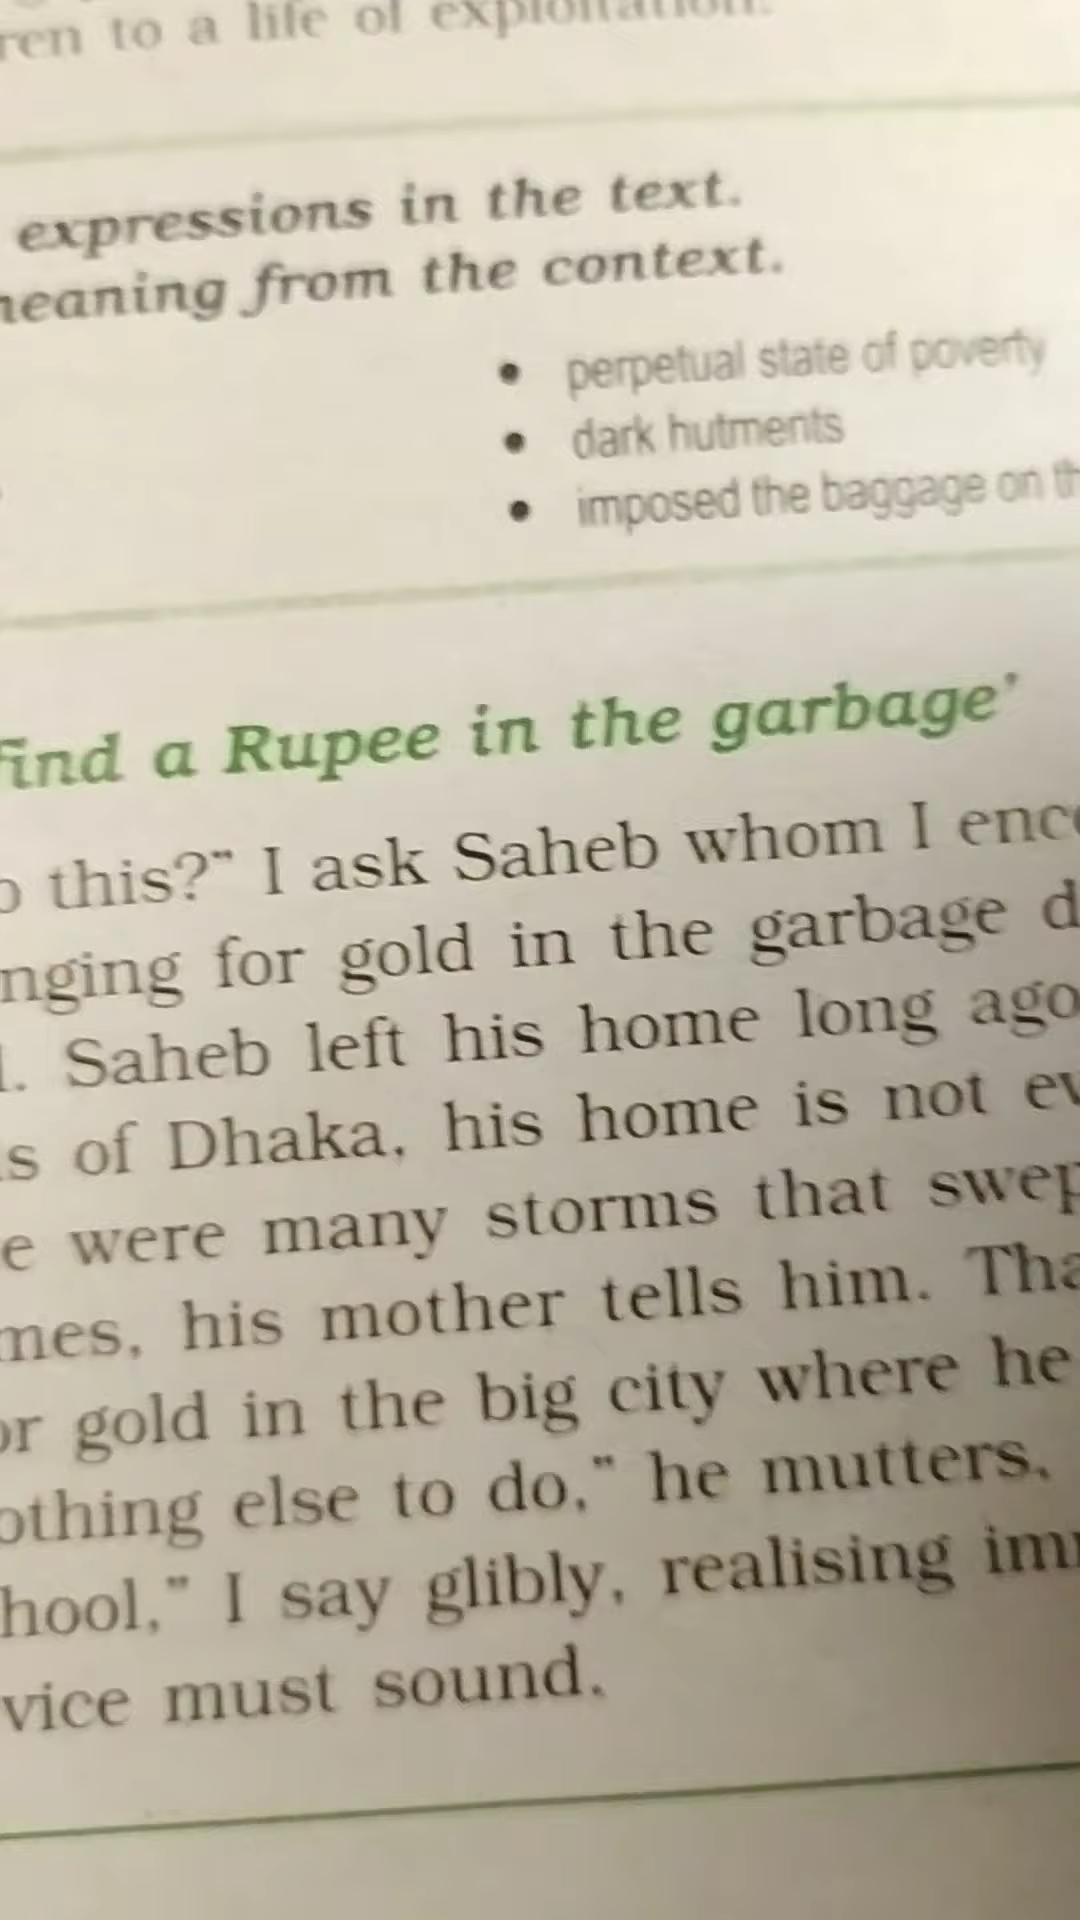 ren to a life of exploitation.
expressions in the text.
neaning from the context.
• perpetual state of poverty
• dark hutments
• imposed the baggage on th
find a Rupee in the garbage'
o this?" I ask Saheb whom I enc
nging for gold in the garbage d
l. Saheb left his home long ago
s of Dhaka, his home is not ev
e were many storms that swep
mes, his mother tells him. Tha
or gold in the big city where he
othing else to do," he mutters.
hool," I say glibly, realising im
vice must sound.